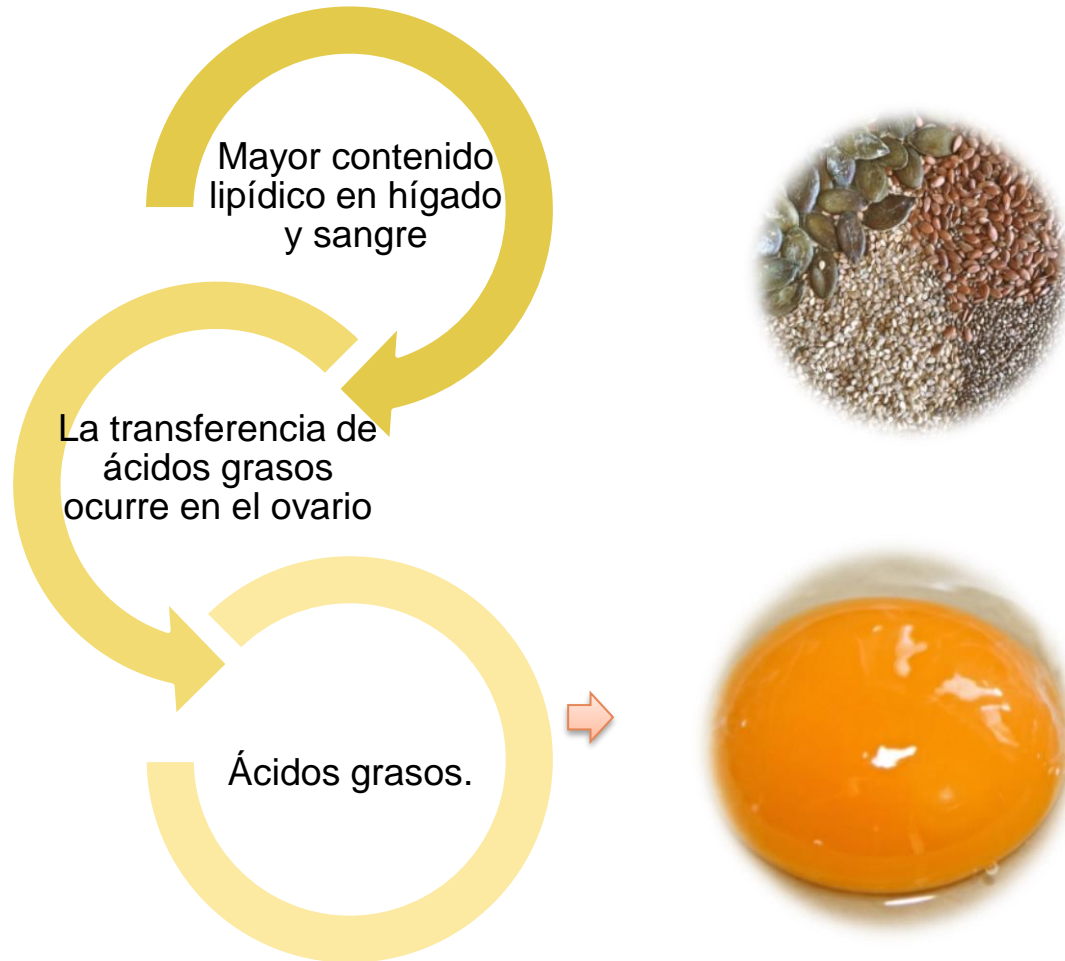 Mayor contenido
lipídico en hígado
y sangre
La transferencia de
ácidos grasos
ocurre en el ovario
Ácidos grasos.